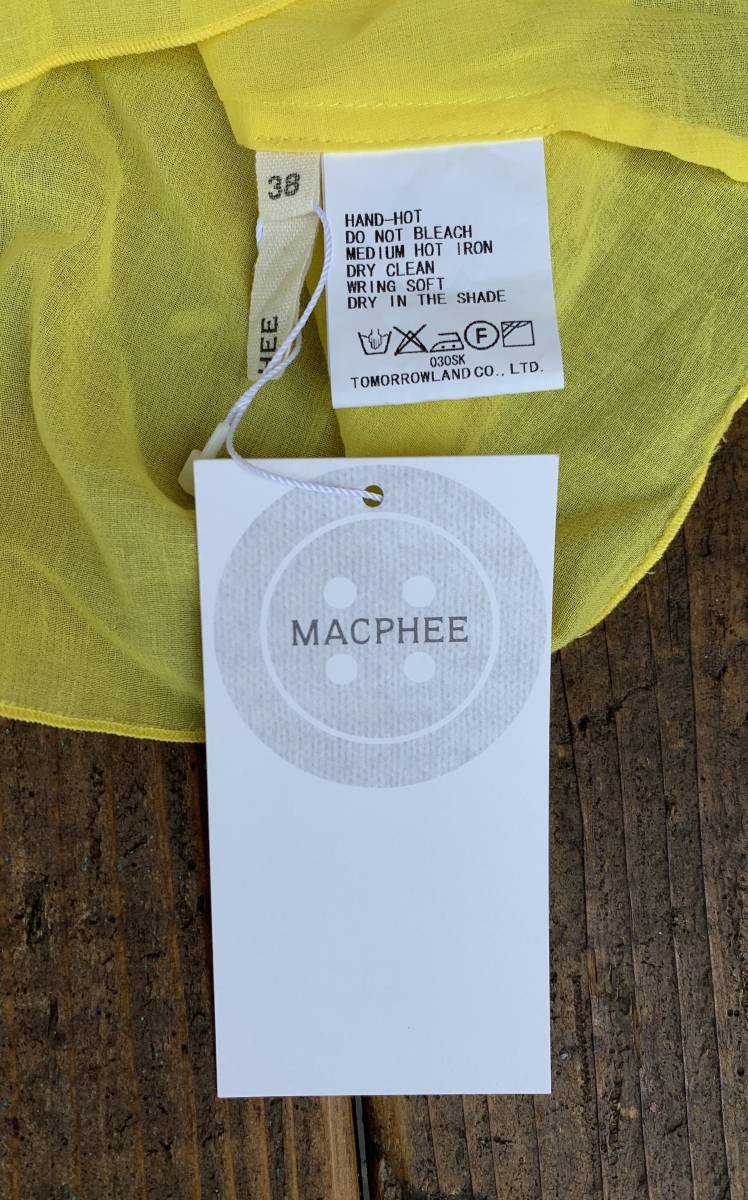 38
HEE
HAND-HOT
DO NOT BLEACH
MEDIUM HOT IRON
DRY CLEAN
WRING SOFT
DRY IN THE SHADE
F
030SK
TOMORROWLAND CO., LTD.
MACPHEE